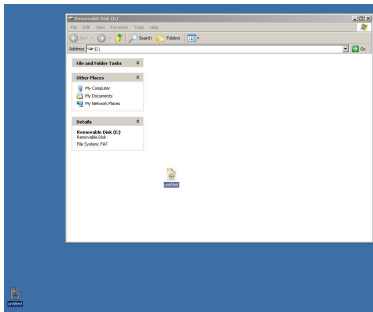 Removable Disk (E:)
File Edit View Favorites Tools Help
Back Search Folders
Address E:\ Go
File and Folder Tasks
Other Places
My Computer
My Documents
My Network Places
Details
Removable Disk (E:)
Removable Disk
File System: FAT
untitled
untitled